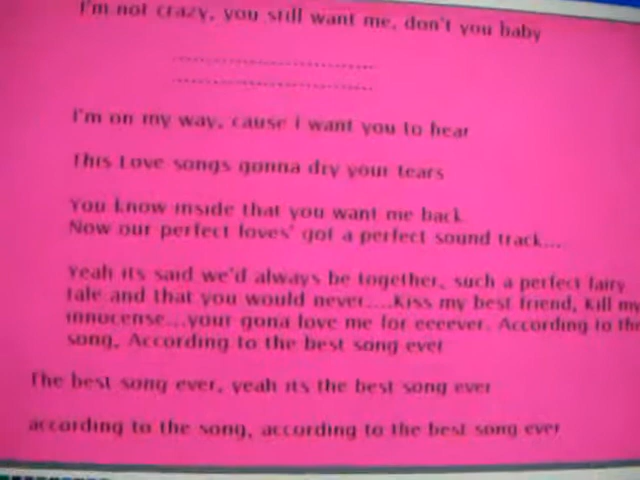 I'm not crazy, you still want me, don't you baby
........................................
........................................
I'm on my way, cause i want you to hear
This Love songs gonna dry your tears
You know inside that you want me back
Now our perfect loves' got a perfect sound track...
yeah its said we'd always be together, such a perfect fairy
tale and that you would never....Kiss my best friend, Kill my
innocense...your gona love me for eeever. According to the
song, According to the best song ever
The best song ever, yeah its the best song ever
according to the song, according to the best song ever